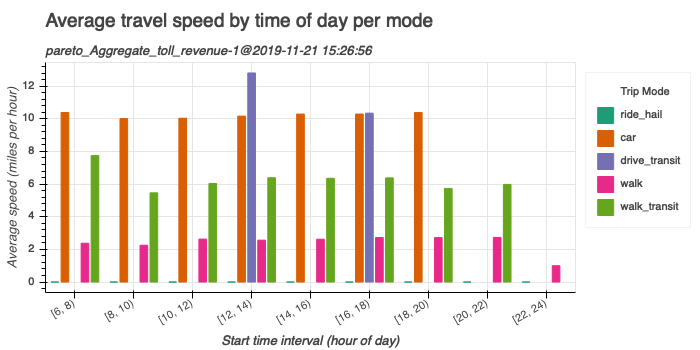 Average travel speed by time of day per mode
pareto_Aggregate_toll_revenue-1@2019-11-21 15:26:56
Average speed (miles per hour)
12
10
8
6
4
2
0
[6, 8)
[8, 10)
[10, 12)
[12, 14)
[14, 16)
[16, 18)
[18, 20)
[20, 22)
[22, 24)
Start time interval (hour of day)
Trip Mode
ride_hail
car
drive_transit
walk
walk_transit